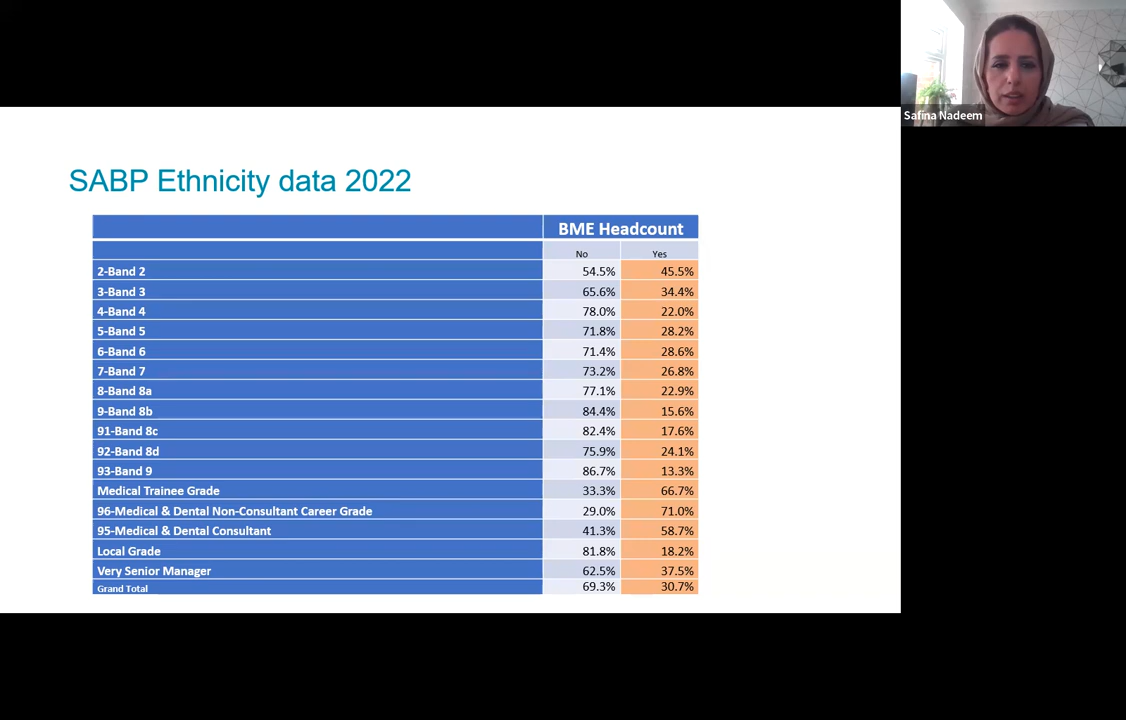 Safina Nadeem
SABP Ethnicity data 2022
BME Headcount
No Yes
2-Band 2 54.5% 45.5%
3-Band 3 65.6% 34.4%
4-Band 4 78.0% 22.0%
5-Band 5 71.8% 28.2%
6-Band 6 71.4% 28.6%
7-Band 7 73.2% 26.8%
8-Band 8a 77.1% 22.9%
9-Band 8b 84.4% 15.6%
91-Band 8c 82.4% 17.6%
92-Band 8d 75.9% 24.1%
93-Band 9 86.7% 13.3%
Medical Trainee Grade 33.3% 66.7%
96-Medical & Dental Non-Consultant Career Grade 29.0% 71.0%
95-Medical & Dental Consultant 41.3% 58.7%
Local Grade 81.8% 18.2%
Very Senior Manager 62.5% 37.5%
Grand Total 69.3% 30.7%